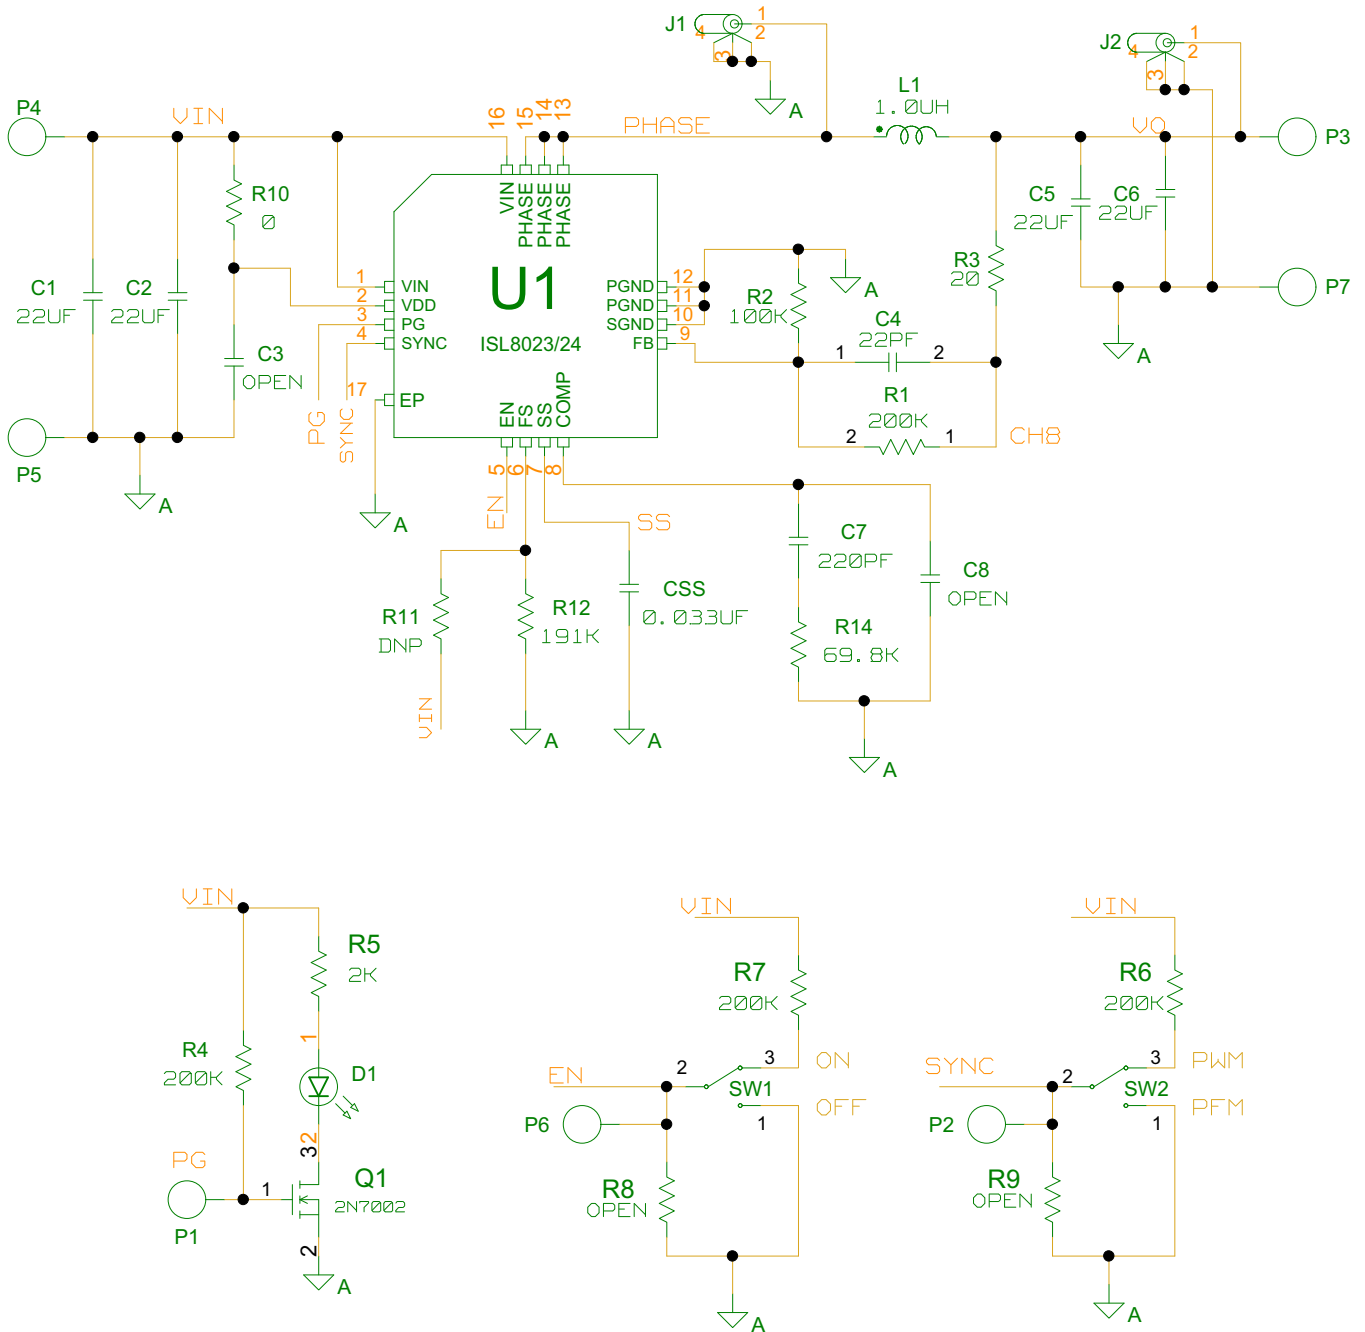 J1
1
2
3
4
J2
1
2
3
4
P4
VIN
16
15
14
13
PHASE
L1
1.0UH
VO
P3
R10
0
VIN
PHASE
PHASE
PHASE
C5
22UF
C6
22UF
R3
20
C1
22UF
C2
22UF
1
VIN
2
VDD
3
PG
4
SYNC
17
EP
U1
ISL8023/24
PGND
12
PGND
11
SGND
10
FB
9
A
R2
100K
C4
22PF
1
2
R1
200K
2
1
CH8
P7
A
A
C3
OPEN
P5
A
PG
SYNC
A
EN
FS
SS
COMP
5
6
7
8
EN
SS
C7
220PF
C8
OPEN
R11
DNP
R12
191K
CSS
0.033UF
R14
69.8K
VIN
A
A
A
VIN
R5
2K
R4
200K
1
D1
2
3
PG
1
Q1
2N7002
P1
2
A
VIN
R7
200K
EN
2
3
ON
SW1
OFF
1
P6
R8
OPEN
A
VIN
R6
200K
SYNC
2
3
PWM
SW2
PFM
1
P2
R9
OPEN
A